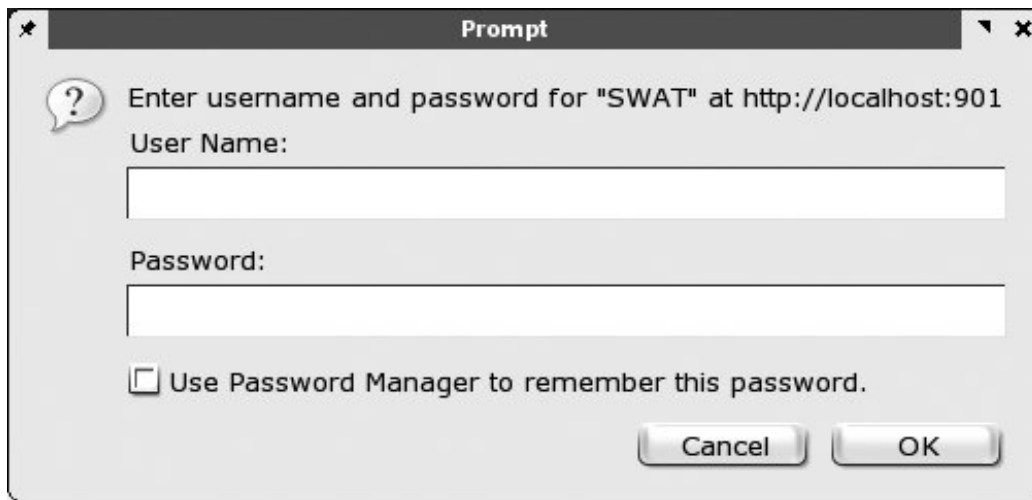 Prompt
Enter username and password for "SWAT" at http://localhost:901
User Name:
Password:
Use Password Manager to remember this password.
Cancel OK